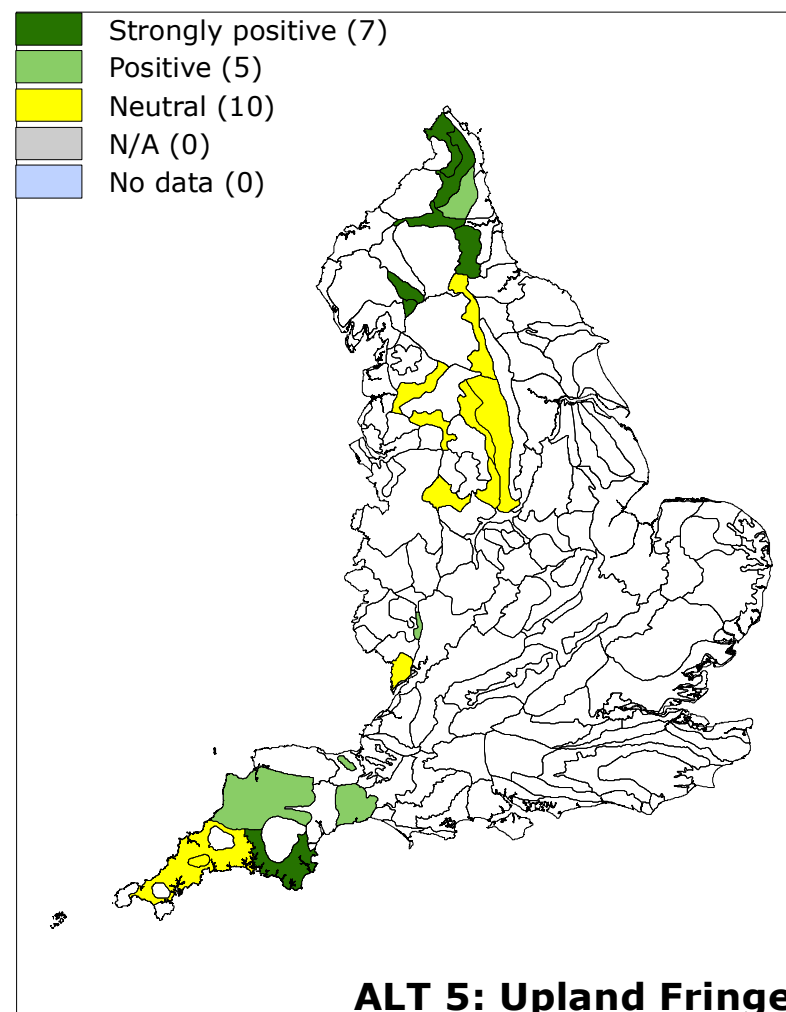 Strongly positive (7)
Positive (5)
Neutral (10)
N/A (0)
No data (0)
ALT 5: Upland Fringe